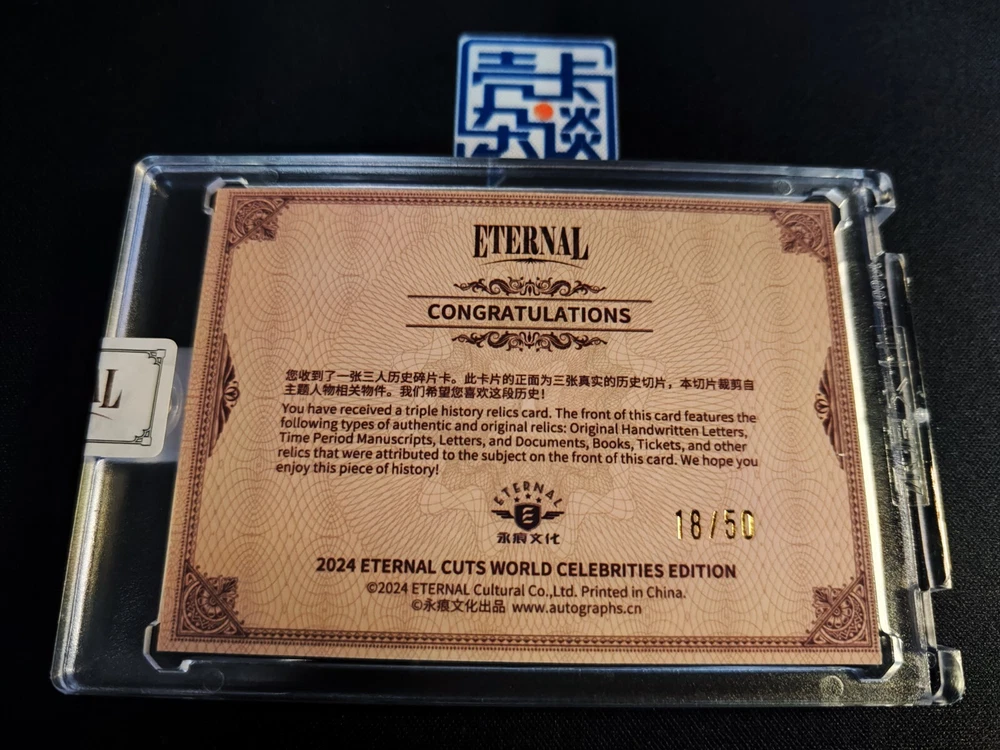 壳卡
朵谈
ETERNAL
CONGRATULATIONS
您收到了一张三人历史碎片卡。此卡片的正面为三张真实的历史切片，本切片裁剪自
主题人物相关物件。我们希望您喜欢这段历史！
You have received a triple history relics card. The front of this card features the
following types of authentic and original relics: Original Handwritten Letters,
Time Period Manuscripts, Letters, and Documents, Books, Tickets, and other
relics that were attributed to the subject on the front of this card. We hope you
enjoy this piece of history!
AL
ETERNAL
E
永痕文化
18/50
2024 ETERNAL CUTS WORLD CELEBRITIES EDITION
©2024 ETERNAL Cultural Co.,Ltd. Printed in China.
©永痕文化出品 www.autographs.cn